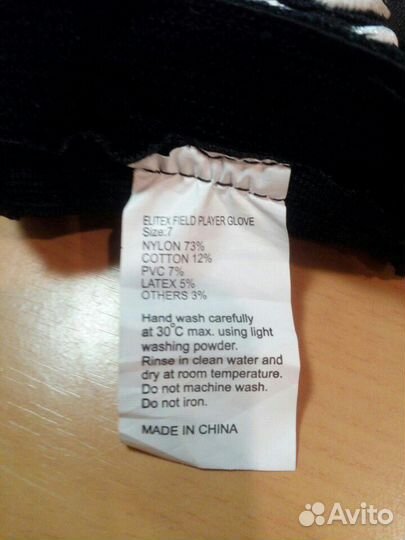 ELITEX FIELD PLAYER GLOVE
Size:7
NYLON 73%
COTTON 12%
PVC 7%
LATEX 5%
OTHERS 3%
Hand wash carefully
at 30°C max. using light
washing powder.
Rinse in clean water and
dry at room temperature.
Do not machine wash.
Do not iron.
MADE IN CHINA
Avito